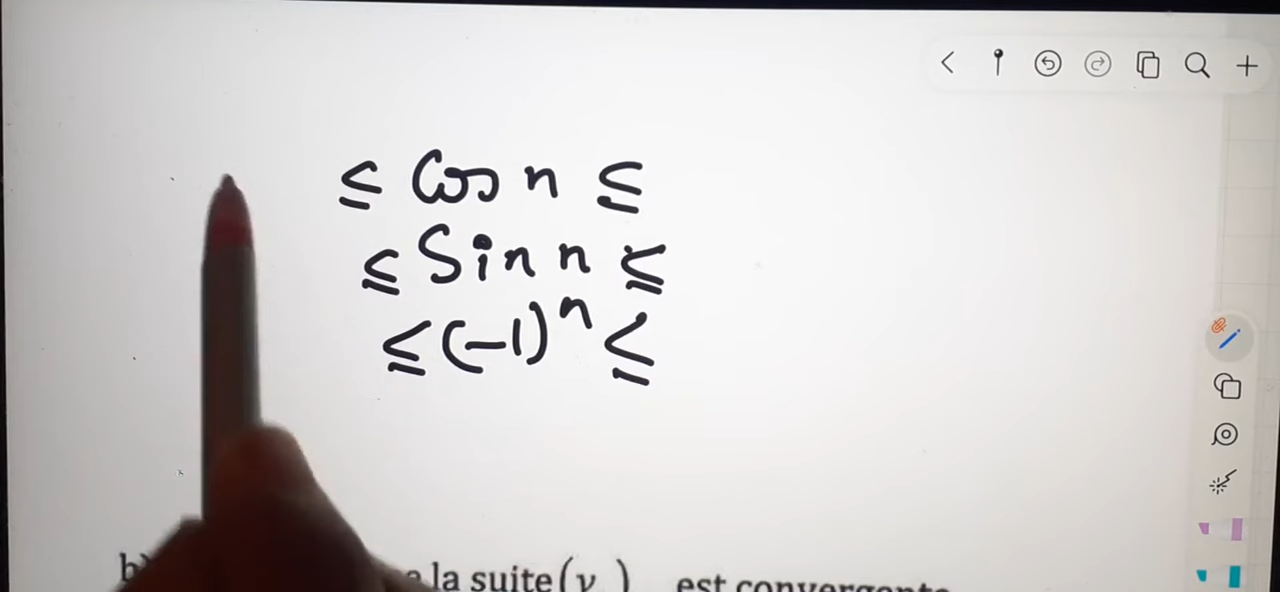 ≤ Cos n ≤
≤ Sin n ≤
≤ (-1)ⁿ ≤
la suite (v ) est convergente